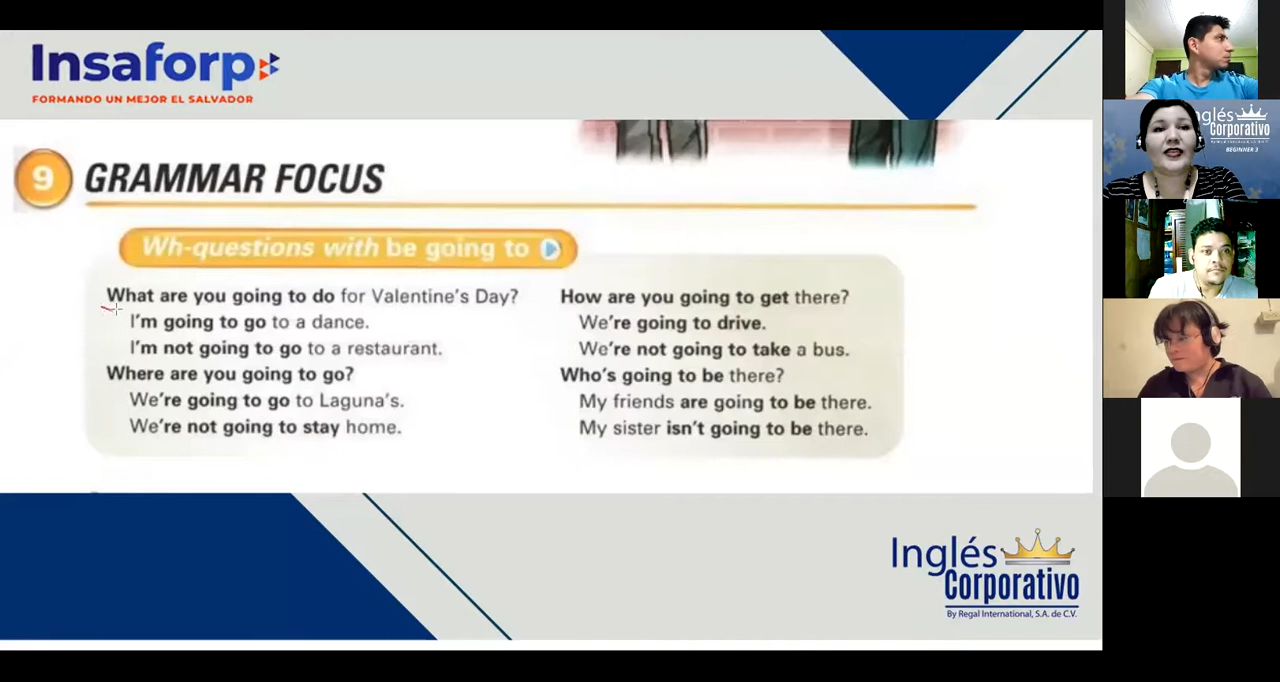 Insaforp
FORMANDO UN MEJOR EL SALVADOR
9 GRAMMAR FOCUS
Wh-questions with be going to
What are you going to do for Valentine's Day?
I'm going to go to a dance.
I'm not going to go to a restaurant.
Where are you going to go?
We're going to go to Laguna's.
We're not going to stay home.
How are you going to get there?
We're going to drive.
We're not going to take a bus.
Who's going to be there?
My friends are going to be there.
My sister isn't going to be there.
Inglés
Corporativo
By Regal International, S.A. de C.V.
nglés
Corporativo
BEGINNER 3